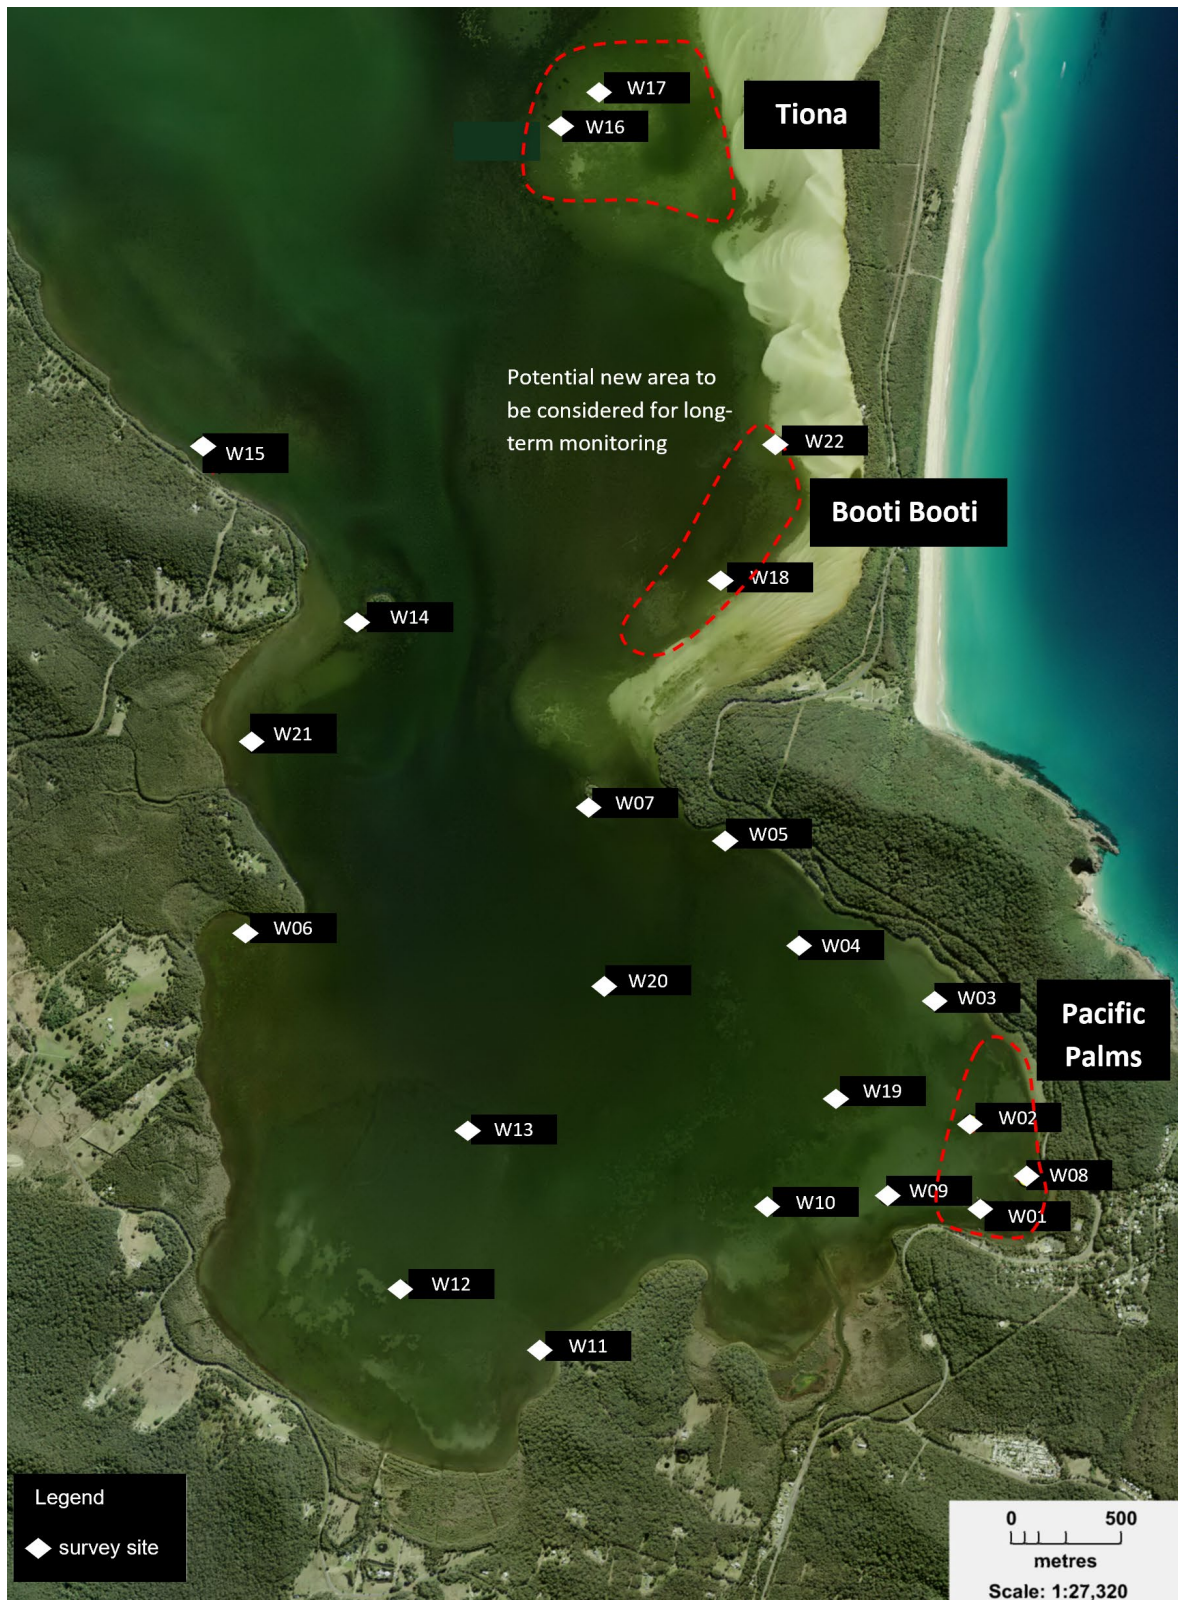 W17
Tiona
W16
Potential new area to
be considered for long-
term monitoring
W22
W15
Booti Booti
W18
W14
W21
W07
W05
W06
W04
W20
W03
Pacific
Palms
W19
W02
W13
W08
W09
W10
W01
W12
W11
Legend
survey site
0 500
metres
Scale: 1:27,320